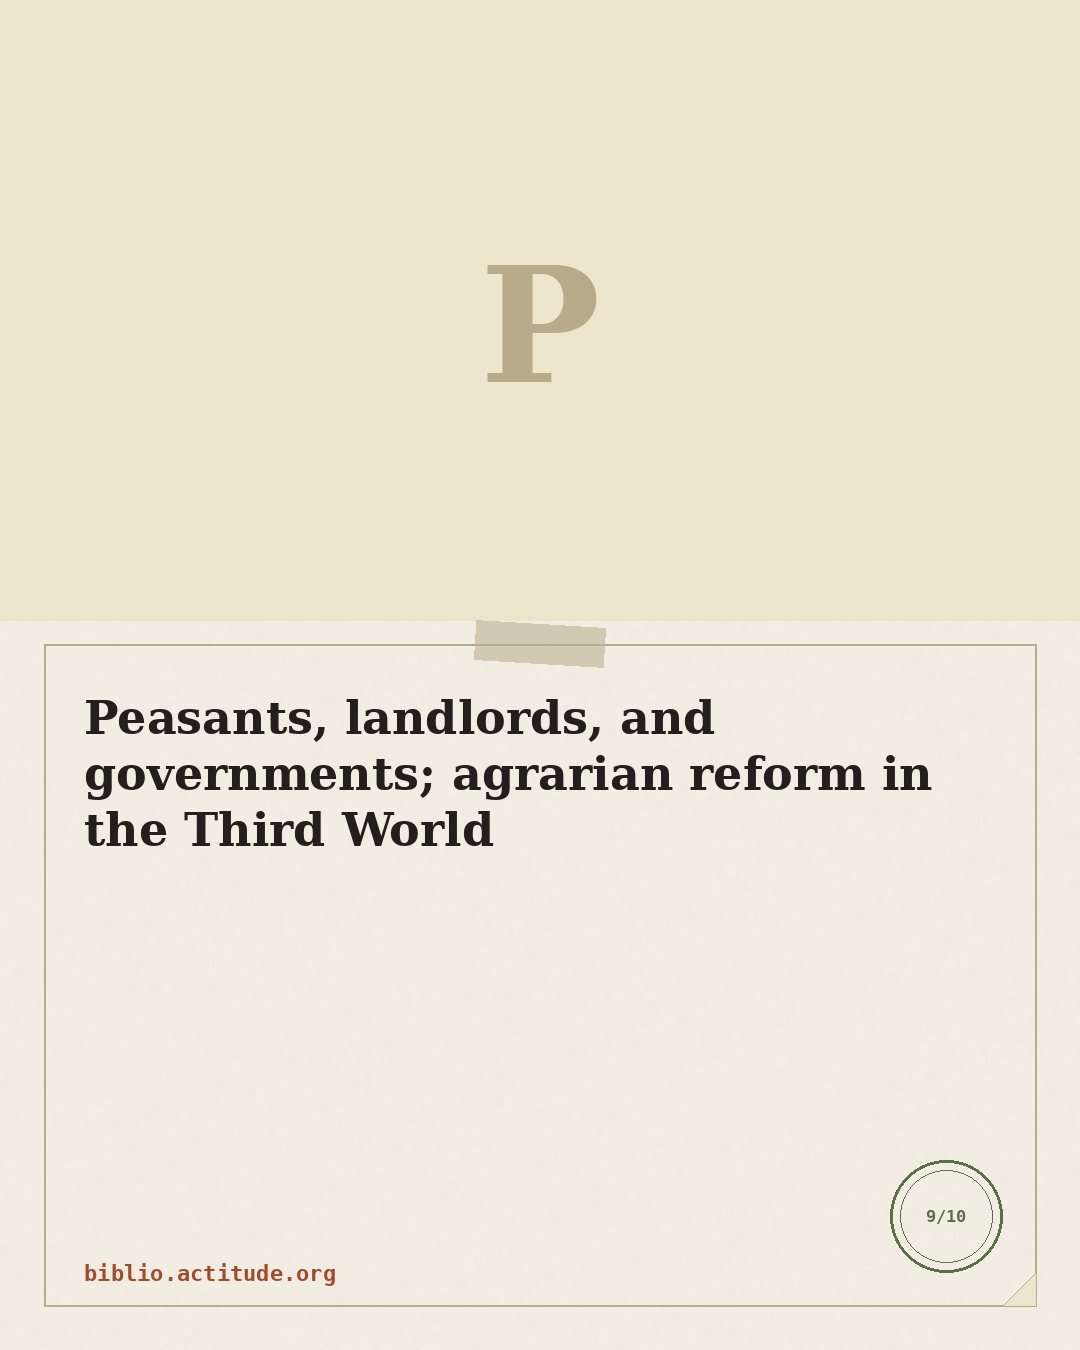 P
Peasants, landlords, and
governments; agrarian reform in
the Third World
9/10
biblio.actitude.org